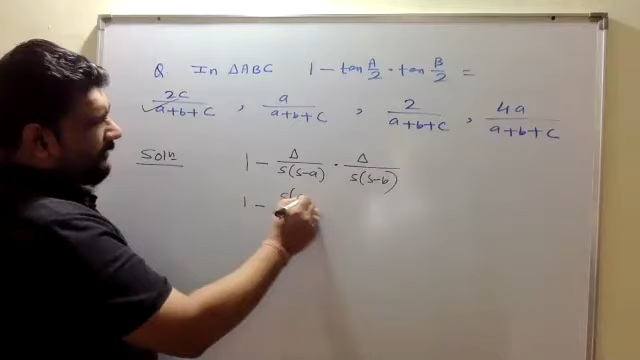 Q In ΔABC 1 − tan A/2 · tan B/2 =
2c/(a+b+c) , a/(a+b+c) , 2/(a+b+c) , 4a/(a+b+c)
Soln 1 − Δ/(s(s−a)) · Δ/(s(s−b))
1 − s(